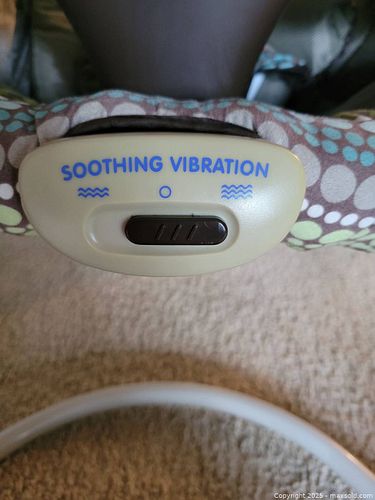 SOOTHING VIBRATION
Copyright 2025 - maxsold.com